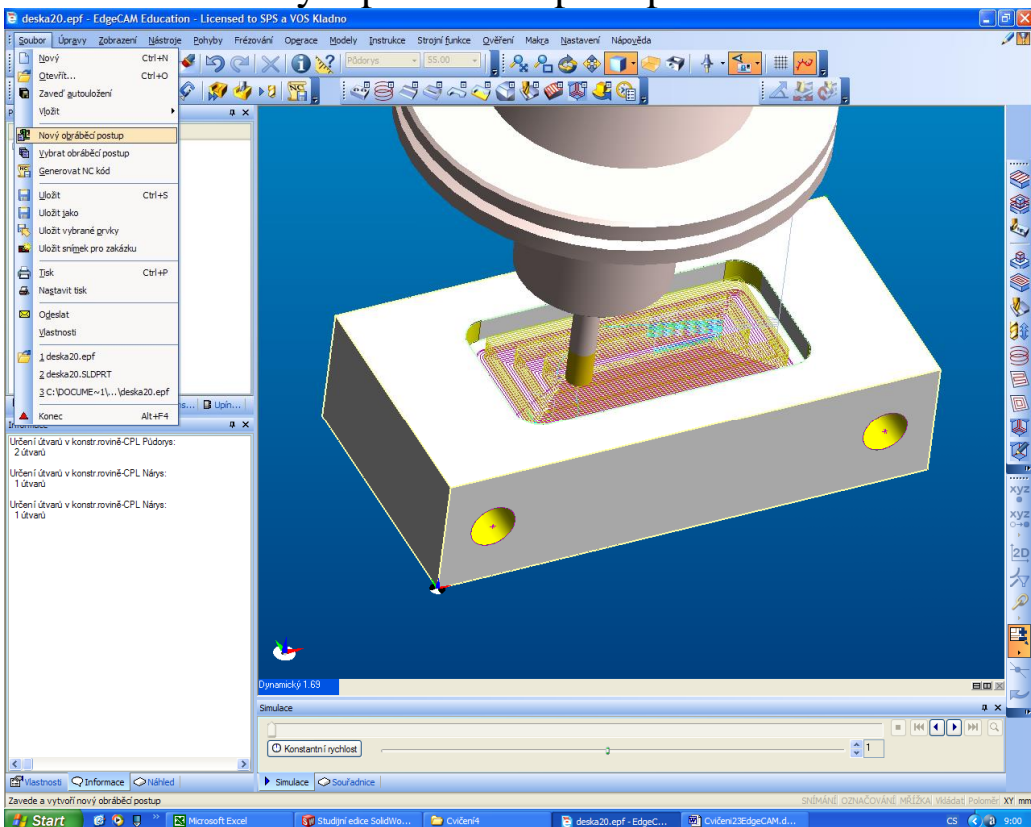 deska20.epf - EdgeCAM Education - Licensed to SPS a VOS Kladno
Soubor Úpravy Zobrazení Nástroje Pohyby Frézování Operace Modely Instrukce Strojní funkce Ověření Makra Nastavení Nápověda
Nový Ctrl+N
Půdorys 55.00
Otevřít... Ctrl+O
Zaveď autouložení
Vložit
Nový obráběcí postup
Vybrat obráběcí postup
Generovat NC kód
Uložit Ctrl+S
Uložit jako
Uložit vybrané prvky
Uložit snímek pro zakázku
Tisk Ctrl+P
Nastavit tisk
Odeslat
Vlastnosti
1 deska20.epf
2 deska20.SLDPRT
3 C:\DOCUME~1\...\deska20.epf
Konec Alt+F4
s... Upín...
Určení útvarů v konstr.rovině-CPL Půdorys:
2 útvarů
Určení útvarů v konstr.rovině-CPL Nárys:
1 útvarů
Určení útvarů v konstr.rovině-CPL Nárys:
1 útvarů
xyz
xyz
2D
Dynamický 1.69
Simulace
Konstantní rychlost 1
Vlastnosti Informace Náhled Simulace Souřadnice
Zavede a vytvoří nový obráběcí postup SNÍMÁNÍ OZNAČOVÁNÍ MŘÍŽKA Vkládat Poloměr XY mm
Start Microsoft Excel Studijní edice SolidWo... Cvičení4 deska20.epf - EdgeC... Cvičení23EdgeCAM.d... CS 9:00